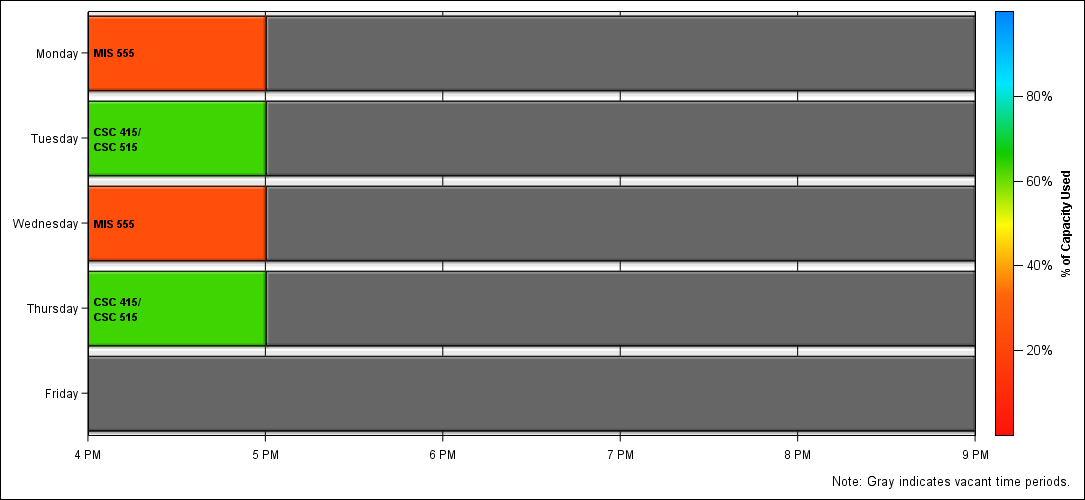 Monday
MIS 555
Tuesday
CSC 415/
CSC 515
Wednesday
MIS 555
Thursday
CSC 415/
CSC 515
Friday
4 PM 5 PM 6 PM 7 PM 8 PM 9 PM
80%
60%
40%
20%
% of Capacity Used
Note: Gray indicates vacant time periods.